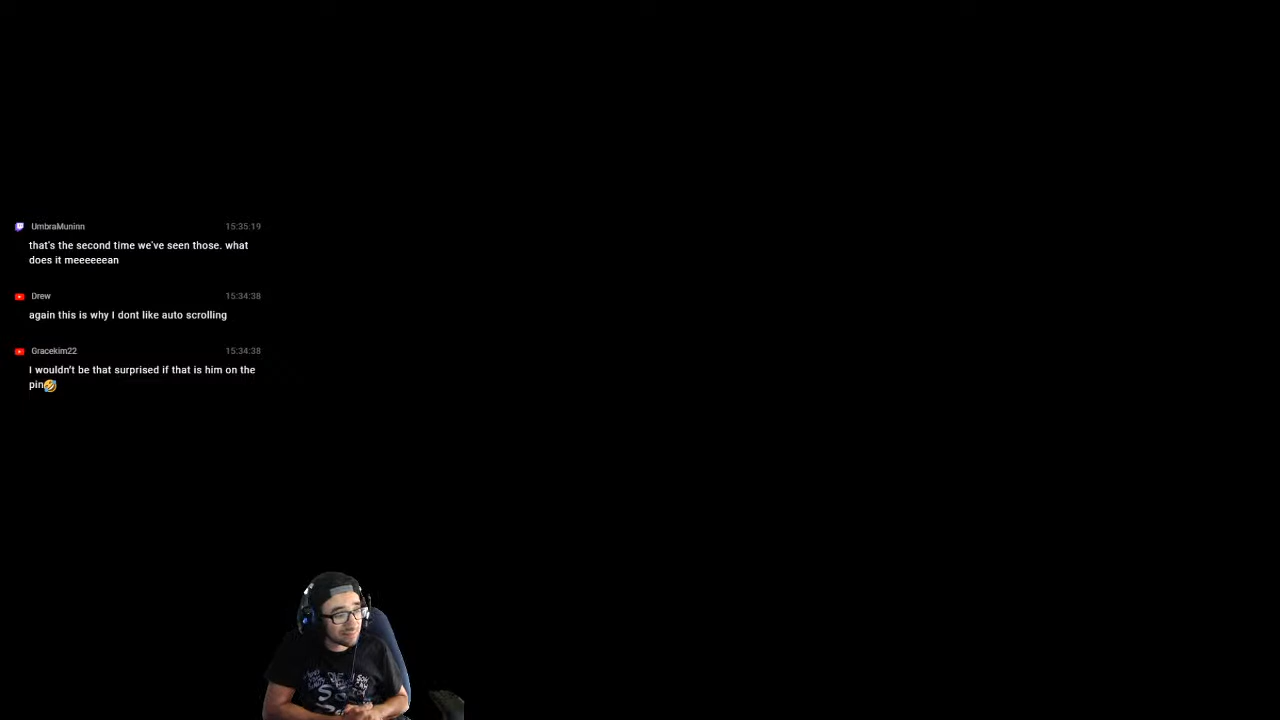 UmbraMuninn 15:35:19
that's the second time we've seen those. what
does it meeeeeean
Drew 15:34:38
again this is why I dont like auto scrolling
Gracekim22 15:34:38
I wouldn't be that surprised if that is him on the
pin🤣